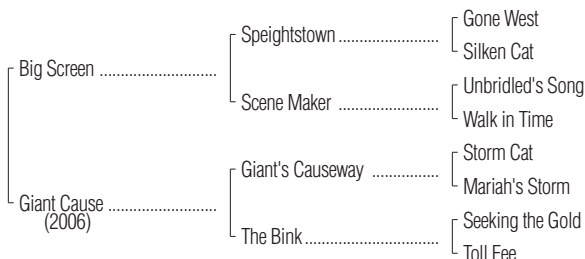 Gone West
Speightstown
Silken Cat
Big Screen
Unbridled's Song
Scene Maker
Walk in Time
Storm Cat
Giant's Causeway
Mariah's Storm
Giant Cause
(2006)
Seeking the Gold
The Bink
Toll Fee